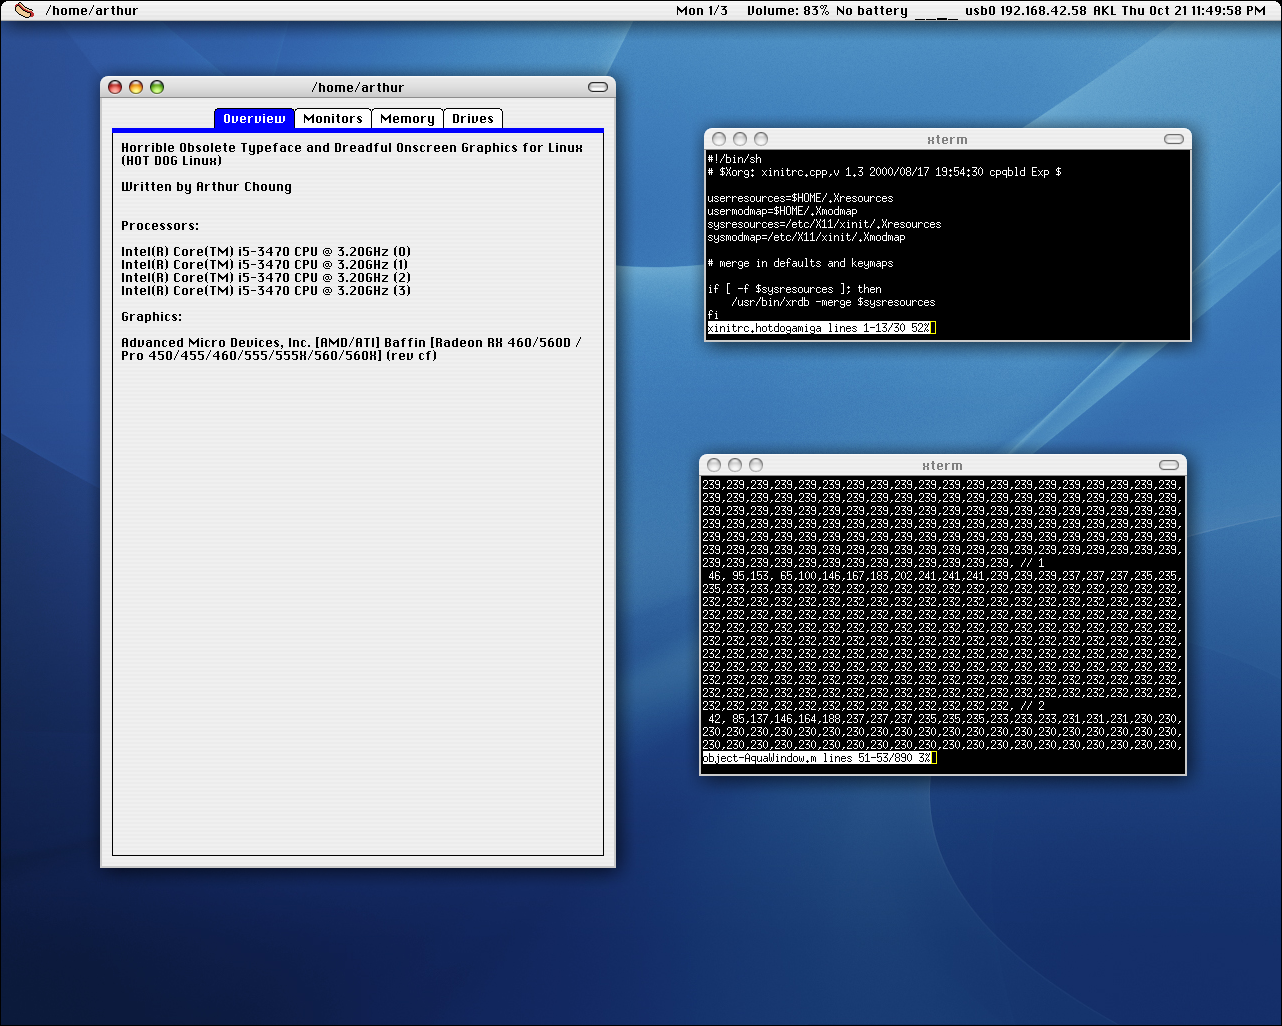 /home/arthur
Mon 1/3 Volume: 83% No battery ____ usb0 192.168.42.58 AKL Thu Oct 21 11:49:58 PM
/home/arthur
Overview Monitors Memory Drives
Horrible Obsolete Typeface and Dreadful Onscreen Graphics for Linux
(HOT DOG Linux)
Written by Arthur Choung
Processors:
Intel(R) Core(TM) i5-3470 CPU @ 3.20GHz (0)
Intel(R) Core(TM) i5-3470 CPU @ 3.20GHz (1)
Intel(R) Core(TM) i5-3470 CPU @ 3.20GHz (2)
Intel(R) Core(TM) i5-3470 CPU @ 3.20GHz (3)
Graphics:
Advanced Micro Devices, Inc. [AMD/ATI] Baffin [Radeon RX 460/560D /
Pro 450/455/460/555/555X/560/560X] (rev cf)
xterm
#!/bin/sh
# $Xorg: xinitrc.cpp,v 1.3 2000/08/17 19:54:30 cpqbld Exp $
userresources=$HOME/.Xresources
usermodmap=$HOME/.Xmodmap
sysresources=/etc/X11/xinit/.Xresources
sysmodmap=/etc/X11/xinit/.Xmodmap
# merge in defaults and keymaps
if [ -f $sysresources ]; then
/usr/bin/xrdb -merge $sysresources
fi
xinitrc.hotdogamiga lines 1-13/30 52%
xterm
239,239,239,239,239,239,239,239,239,239,239,239,239,239,239,239,239,239,239,239,
239,239,239,239,239,239,239,239,239,239,239,239,239,239,239,239,239,239,239,239,
239,239,239,239,239,239,239,239,239,239,239,239,239,239,239,239,239,239,239,239,
239,239,239,239,239,239,239,239,239,239,239,239,239,239,239,239,239,239,239,239,
239,239,239,239,239,239,239,239,239,239,239,239,239,239,239,239,239,239,239,239,
239,239,239,239,239,239,239,239,239,239,239,239,239,239,239,239,239,239,239,239,
239,239,239,239,239,239,239,239,239,239,239,239,239, // 1
46, 95,153, 65,100,146,167,183,202,241,241,241,239,239,239,237,237,237,235,235,
235,233,233,233,232,232,232,232,232,232,232,232,232,232,232,232,232,232,232,232,
232,232,232,232,232,232,232,232,232,232,232,232,232,232,232,232,232,232,232,232,
232,232,232,232,232,232,232,232,232,232,232,232,232,232,232,232,232,232,232,232,
232,232,232,232,232,232,232,232,232,232,232,232,232,232,232,232,232,232,232,232,
232,232,232,232,232,232,232,232,232,232,232,232,232,232,232,232,232,232,232,232,
232,232,232,232,232,232,232,232,232,232,232,232,232,232,232,232,232,232,232,232,
232,232,232,232,232,232,232,232,232,232,232,232,232,232,232,232,232,232,232,232,
232,232,232,232,232,232,232,232,232,232,232,232,232,232,232,232,232,232,232,232,
232,232,232,232,232,232,232,232,232,232,232,232,232,232,232,232,232,232,232,232,
232,232,232,232,232,232,232,232,232,232,232,232,232, // 2
42, 85,137,146,164,188,237,237,237,235,235,235,233,233,233,231,231,231,230,230,
230,230,230,230,230,230,230,230,230,230,230,230,230,230,230,230,230,230,230,230,
230,230,230,230,230,230,230,230,230,230,230,230,230,230,230,230,230,230,230,230,
object-AquaWindow.m lines 51-53/890 3%